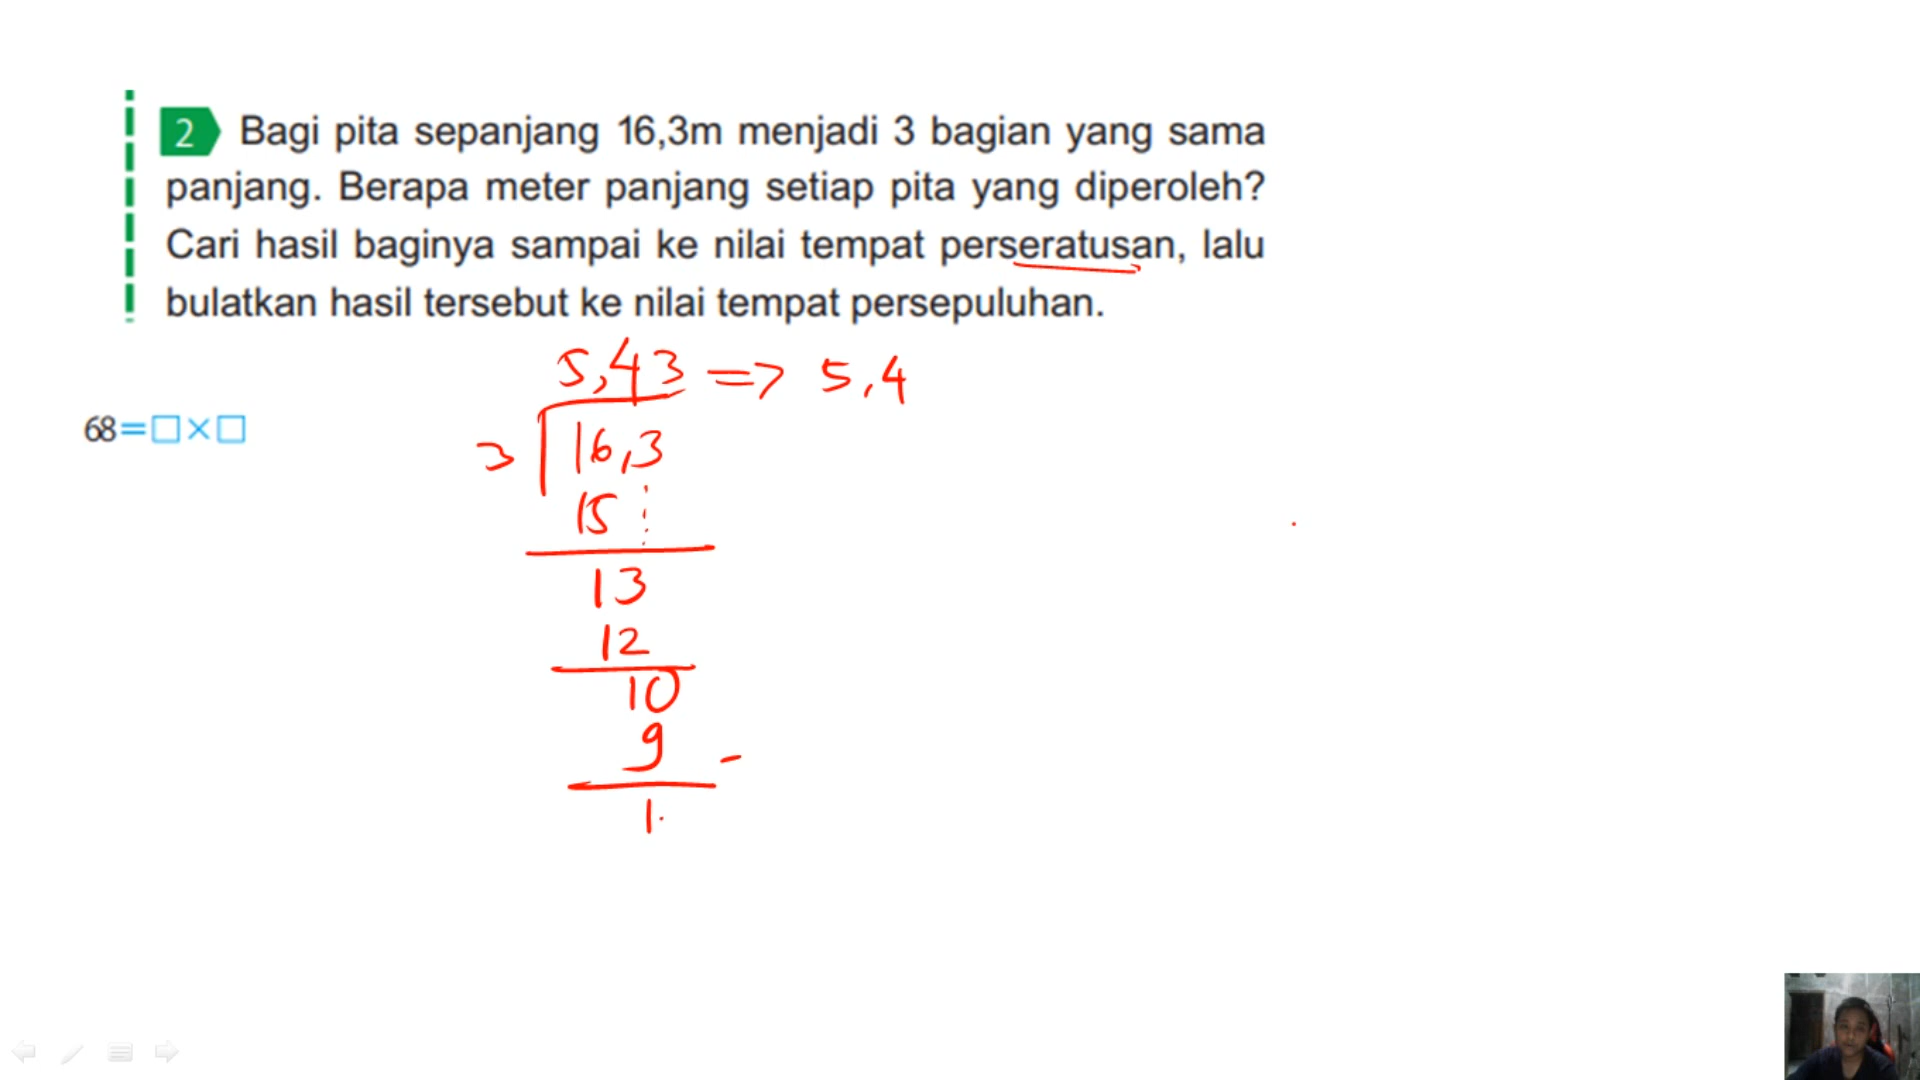 2 Bagi pita sepanjang 16,3m menjadi 3 bagian yang sama
panjang. Berapa meter panjang setiap pita yang diperoleh?
Cari hasil baginya sampai ke nilai tempat perseratusan, lalu
bulatkan hasil tersebut ke nilai tempat persepuluhan.
5,43 => 5,4
68=□×□
3 16,3
15
13
12
10
9 -
1